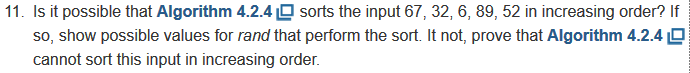 11. Is it possible that Algorithm 4.2.4 sorts the input 67, 32, 6, 89, 52 in increasing order? If
so, show possible values for rand that perform the sort. It not, prove that Algorithm 4.2.4
cannot sort this input in increasing order.